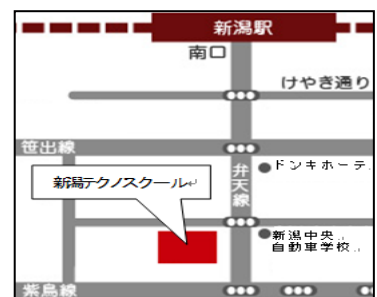 新潟駅
南口
けやき通り
笹出線
弁天線
ドンキホーテ
新潟テクノスクール
新潟中央
自動車学校
紫鳥線